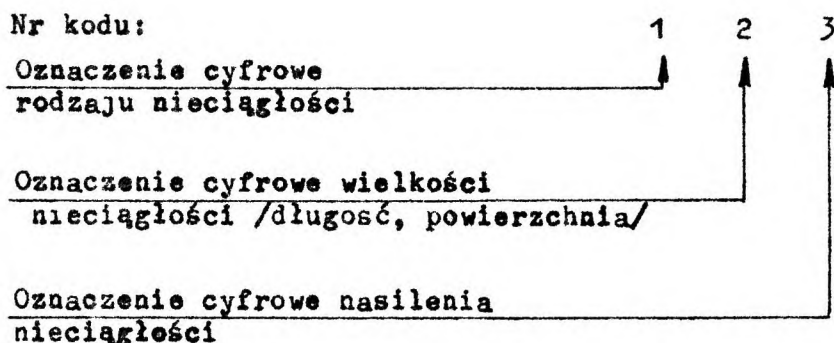 Nr kodu: 1 2 3
Oznaczenie cyfrowe
rodzaju nieciągłości
Oznaczenie cyfrowe wielkości
nieciągłości /długość, powierzchnia/
Oznaczenie cyfrowe nasilenia
nieciągłości